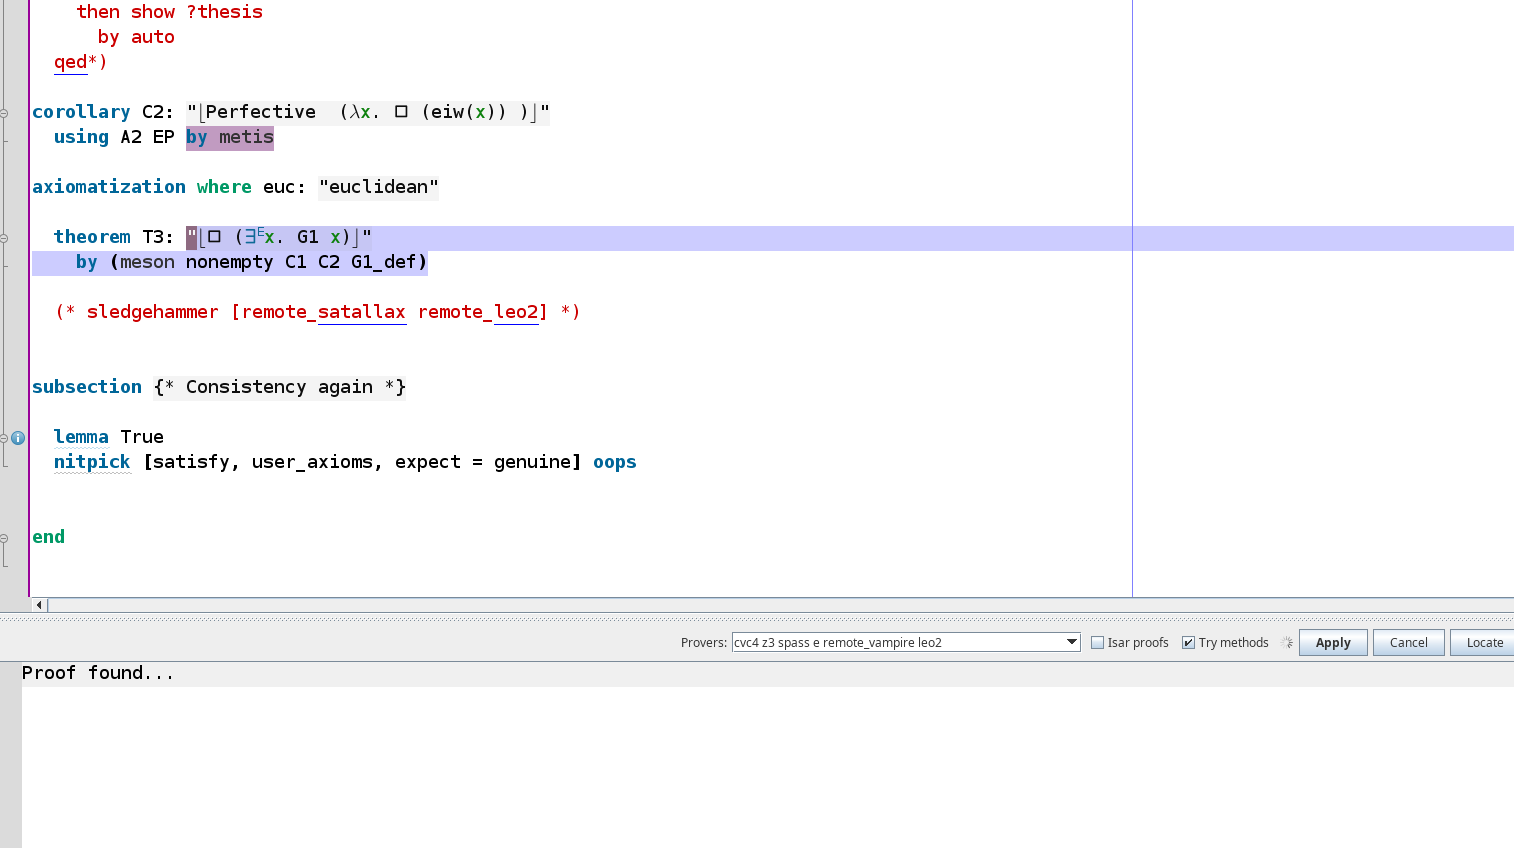 then show ?thesis
by auto
qed*)
corollary C2: "⌊Perfective  (λx. □ (eiw(x)) )⌋"
using A2 EP by metis
axiomatization where euc: "euclidean"
theorem T3: "⌊□ (∃ᴱx. G1 x)⌋"
by (meson nonempty C1 C2 G1_def)
(* sledgehammer [remote_satallax remote_leo2] *)
subsection {* Consistency again *}
lemma True
nitpick [satisfy, user_axioms, expect = genuine] oops
end
Provers: cvc4 z3 spass e remote_vampire leo2 Isar proofs Try methods Apply Cancel Locate
Proof found...